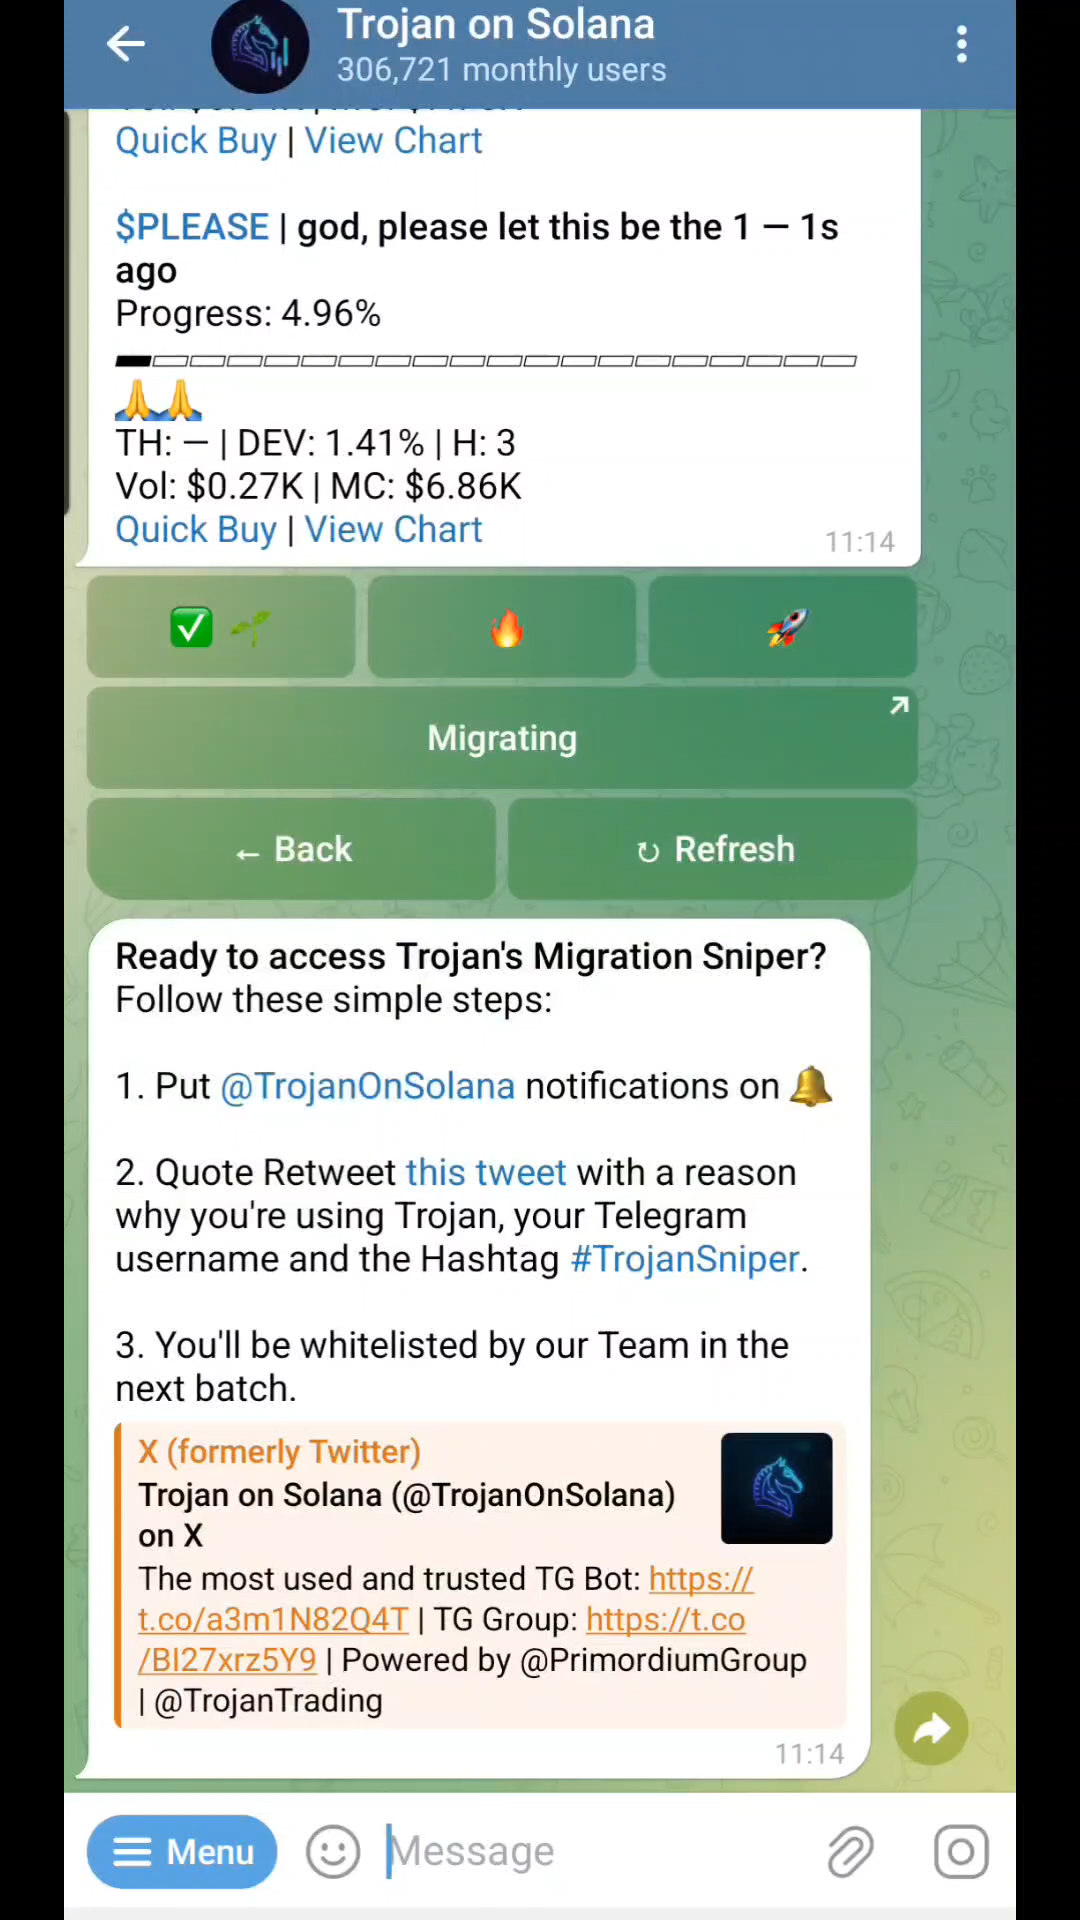 Trojan on Solana
306,721 monthly users
Quick Buy | View Chart
$PLEASE | god, please let this be the 1 — 1s
ago
Progress: 4.96%
TH: — | DEV: 1.41% | H: 3
Vol: $0.27K | MC: $6.86K
Quick Buy | View Chart
11:14
Migrating
← Back
↻ Refresh
Ready to access Trojan's Migration Sniper?
Follow these simple steps:
1. Put @TrojanOnSolana notifications on 🔔
2. Quote Retweet this tweet with a reason
why you're using Trojan, your Telegram
username and the Hashtag #TrojanSniper.
3. You'll be whitelisted by our Team in the
next batch.
X (formerly Twitter)
Trojan on Solana (@TrojanOnSolana)
on X
The most used and trusted TG Bot: https://
t.co/a3m1N82Q4T | TG Group: https://t.co
/BI27xrz5Y9 | Powered by @PrimordiumGroup
| @TrojanTrading
11:14
Menu
Message